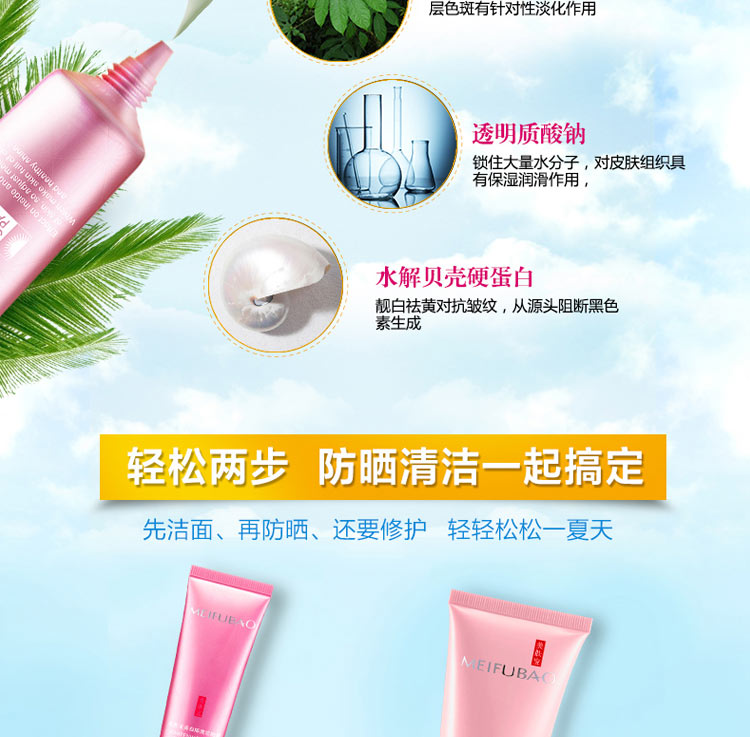 层色斑有针对性淡化作用
透明质酸钠
锁住大量水分子，对皮肤组织具
有保湿润滑作用，
水解贝壳硬蛋白
靓白祛黄对抗皱纹，从源头阻断黑色
素生成
轻松两步 防晒清洁一起搞定
先洁面、再防晒、还要修护 轻轻松松一夏天
MEIFUBAO
美肤宝
MEIFUBAO